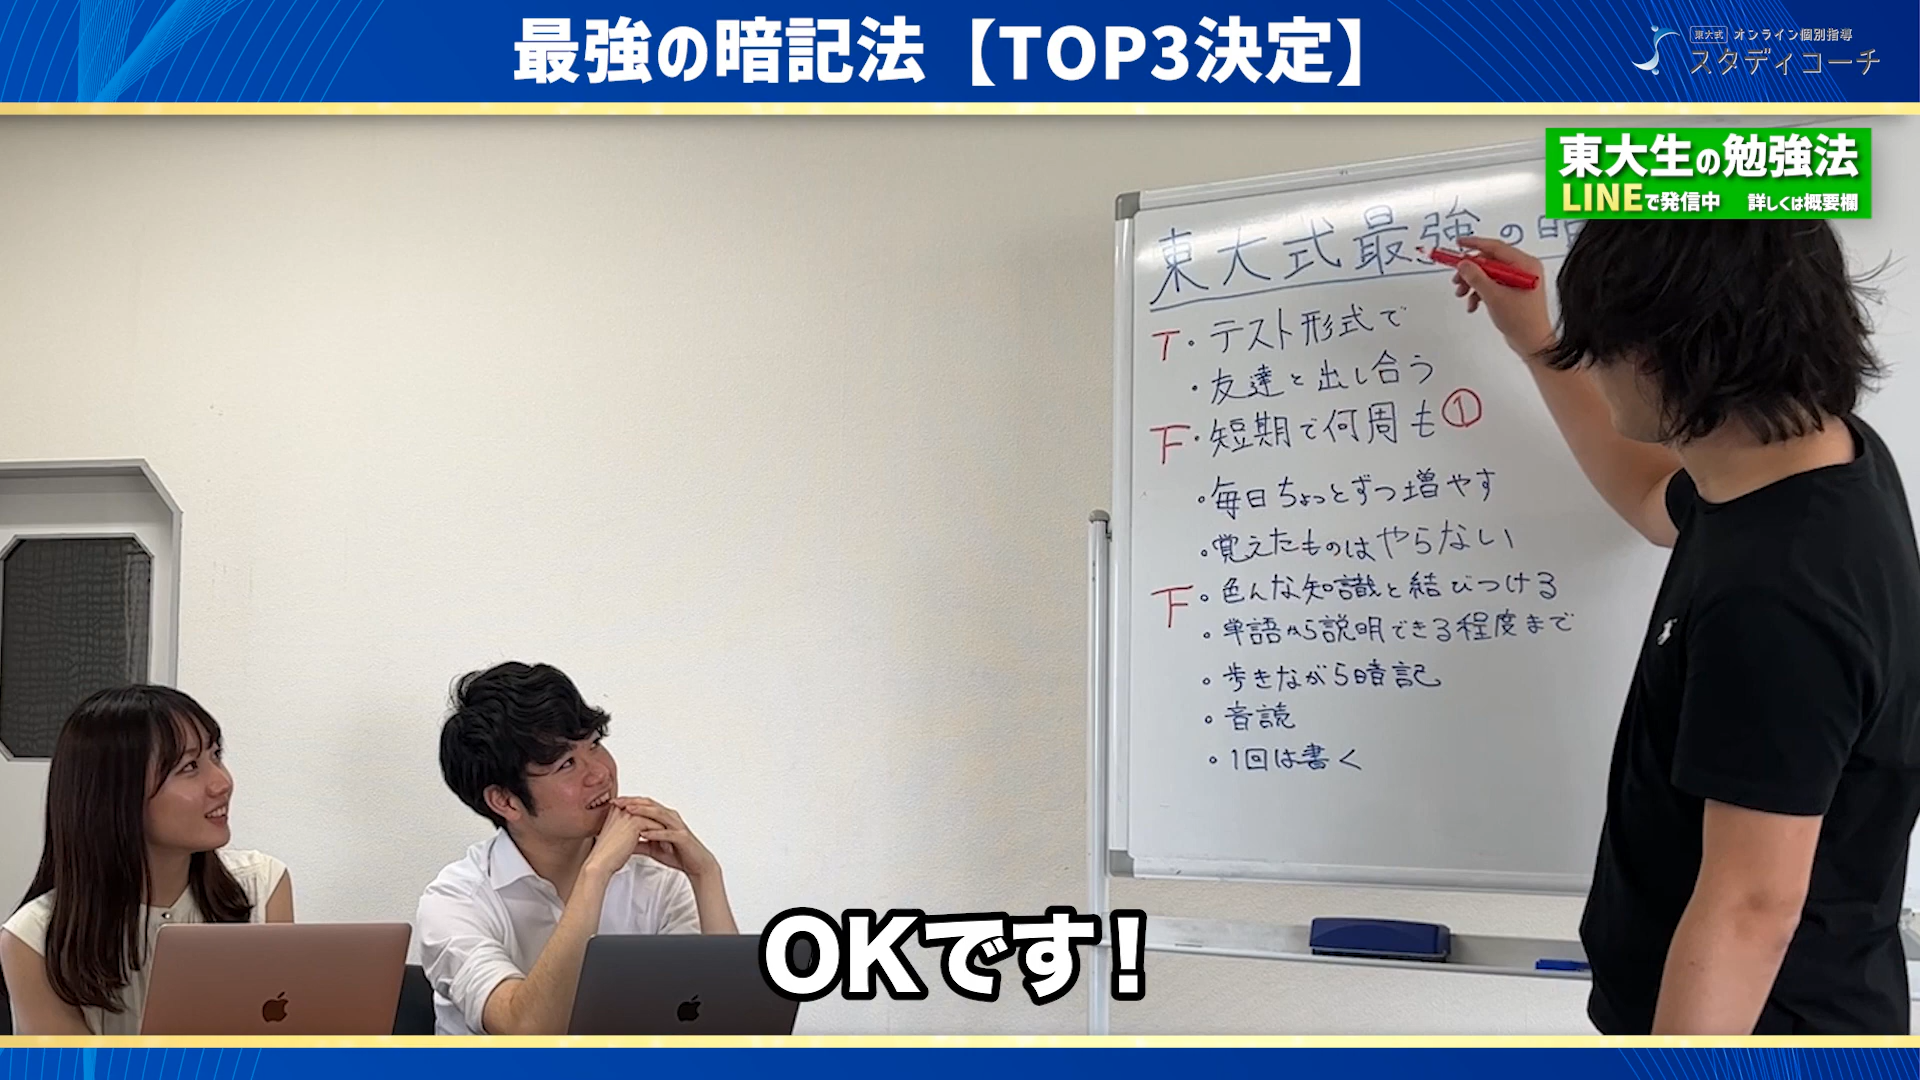 最強の暗記法【TOP3決定】
東大式 オンライン個別指導
スタディコーチ
東大生の勉強法
LINEで発信中 詳しくは概要欄
東大式最強の暗
T・テスト形式で
・友達と出し合う
T・短期で何周も①
・毎日ちょっとずつ増やす
・覚えたものはやらない
T・色んな知識と結びつける
・単語から説明できる程度まで
・歩きながら暗記
・音読
・1回は書く
OKです!